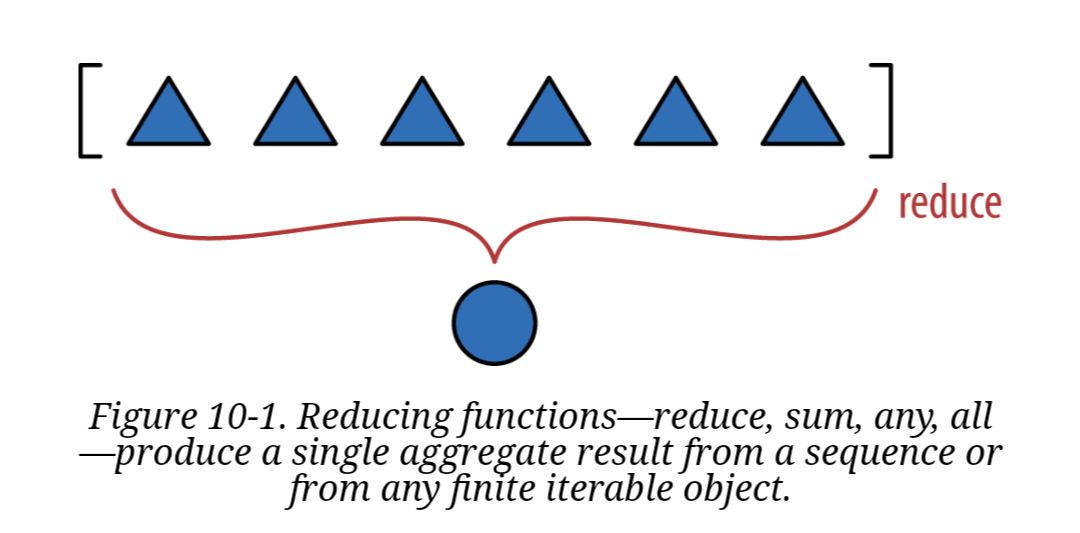 reduce
Figure 10-1. Reducing functions—reduce, sum, any, all
—produce a single aggregate result from a sequence or
from any finite iterable object.